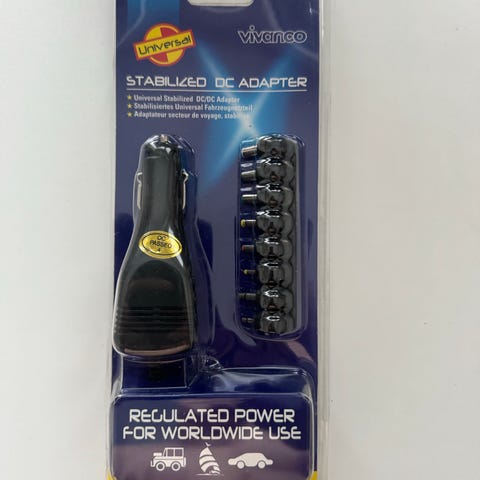 Universal
vivanco
STABILIZED DC ADAPTER
Universal Stabilized DC/DC Adapter
Stabilisiertes Universal Fahrzeugnetzteil
Adaptateur secteur de voyage,
QC
PASSED
REGULATED POWER
FOR WORLDWIDE USE